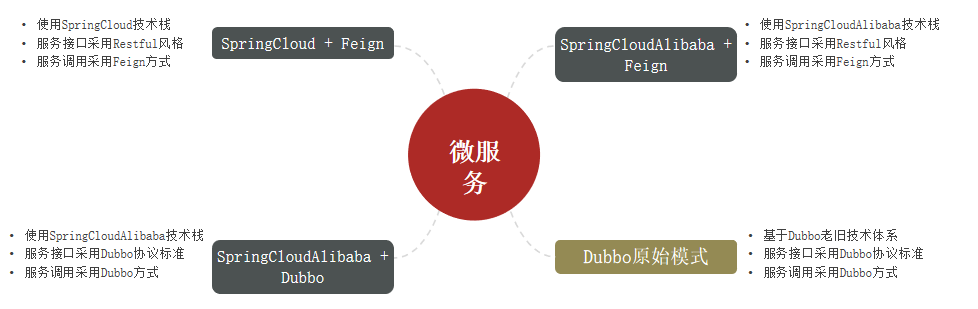 • 使用SpringCloud技术栈
• 服务接口采用Restful风格
• 服务调用采用Feign方式
SpringCloud + Feign
SpringCloudAlibaba +
Feign
• 使用SpringCloudAlibaba技术栈
• 服务接口采用Restful风格
• 服务调用采用Feign方式
微服
务
• 使用SpringCloudAlibaba技术栈
• 服务接口采用Dubbo协议标准
• 服务调用采用Dubbo方式
SpringCloudAlibaba +
Dubbo
Dubbo原始模式
• 基于Dubbo老旧技术体系
• 服务接口采用Dubbo协议标准
• 服务调用采用Dubbo方式